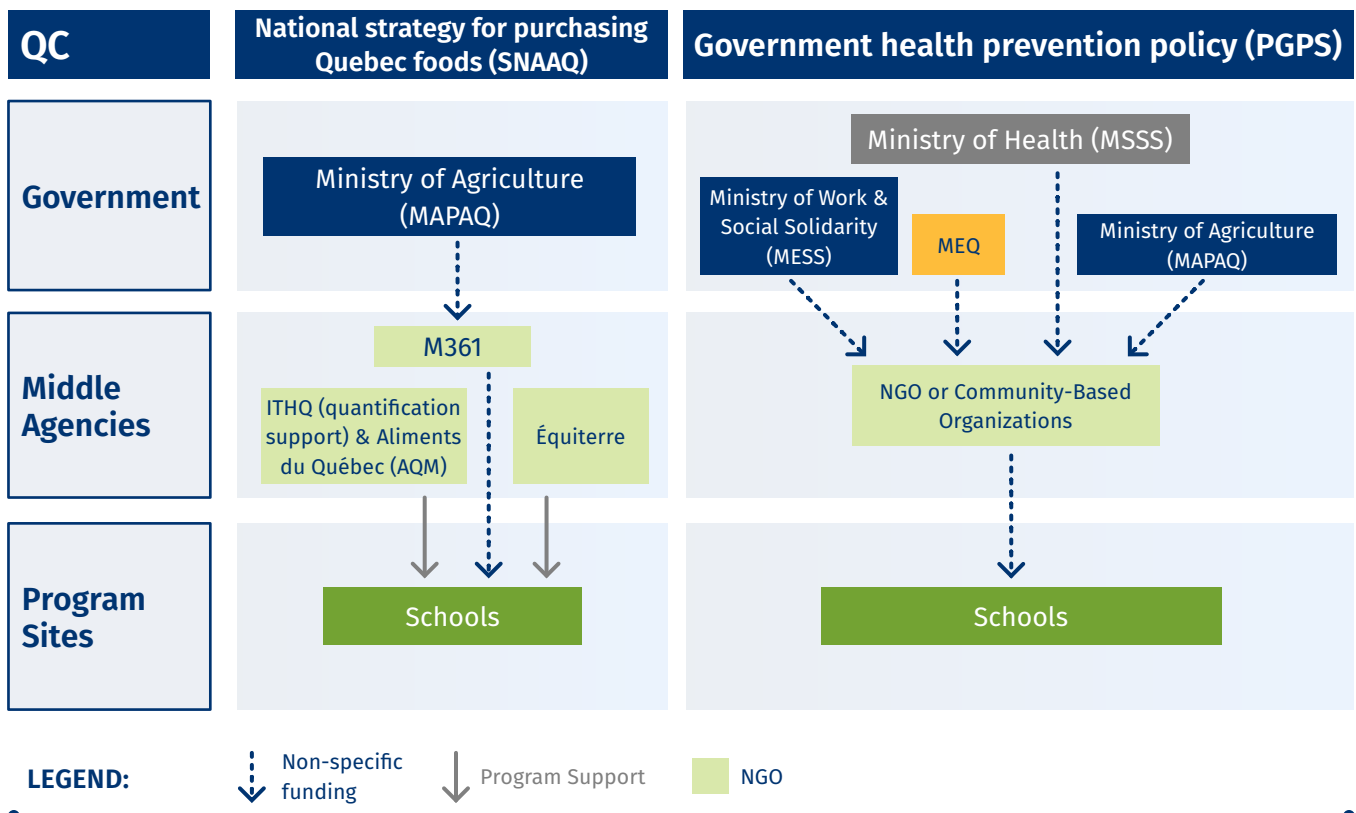 QC
National strategy for purchasing
Quebec foods (SNAAQ)
Government health prevention policy (PGPS)
Government
Ministry of Agriculture
(MAPAQ)
Ministry of Health (MSSS)
Ministry of Work &
Social Solidarity
(MESS)
MEQ
Ministry of Agriculture
(MAPAQ)
Middle
Agencies
M361
ITHQ (quantification
support) & Aliments
du Québec (AQM)
Équiterre
NGO or Community-Based
Organizations
Program
Sites
Schools
Schools
LEGEND:
Non-specific
funding
Program Support
NGO